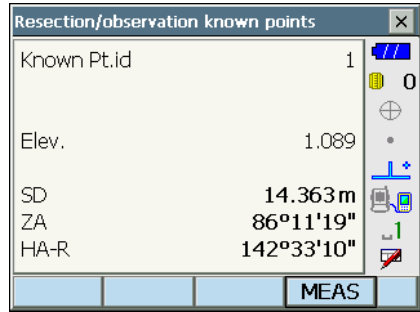 Resection/observation known points
Known Pt.id 1
0
Elev. 1.089
SD 14.363 m
ZA 86°11'19"
HA-R 142°33'10"
1
MEAS